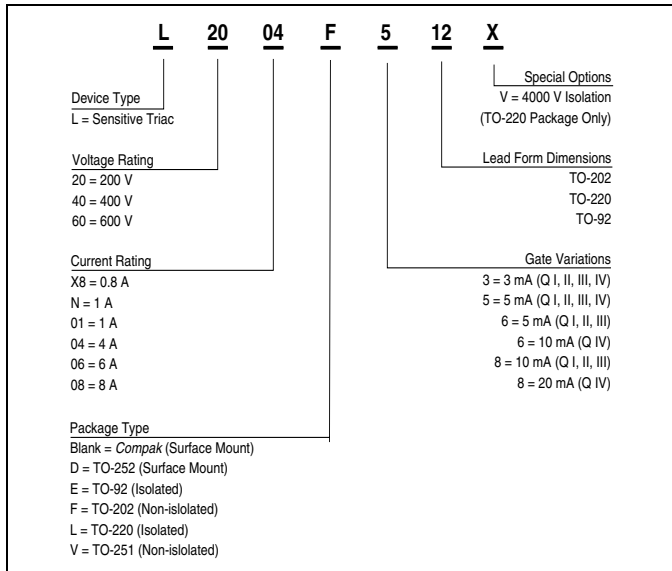 L 20 04 F 5 12 X
Device Type
L = Sensitive Triac
Voltage Rating
20 = 200 V
40 = 400 V
60 = 600 V
Current Rating
X8 = 0.8 A
N = 1 A
01 = 1 A
04 = 4 A
06 = 6 A
08 = 8 A
Package Type
Blank = Compak (Surface Mount)
D = TO-252 (Surface Mount)
E = TO-92 (Isolated)
F = TO-202 (Non-islolated)
L = TO-220 (Isolated)
V = TO-251 (Non-islolated)
Special Options
V = 4000 V Isolation
(TO-220 Package Only)
Lead Form Dimensions
TO-202
TO-220
TO-92
Gate Variations
3 = 3 mA (Q I, II, III, IV)
5 = 5 mA (Q I, II, III, IV)
6 = 5 mA (Q I, II, III)
6 = 10 mA (Q IV)
8 = 10 mA (Q I, II, III)
8 = 20 mA (Q IV)